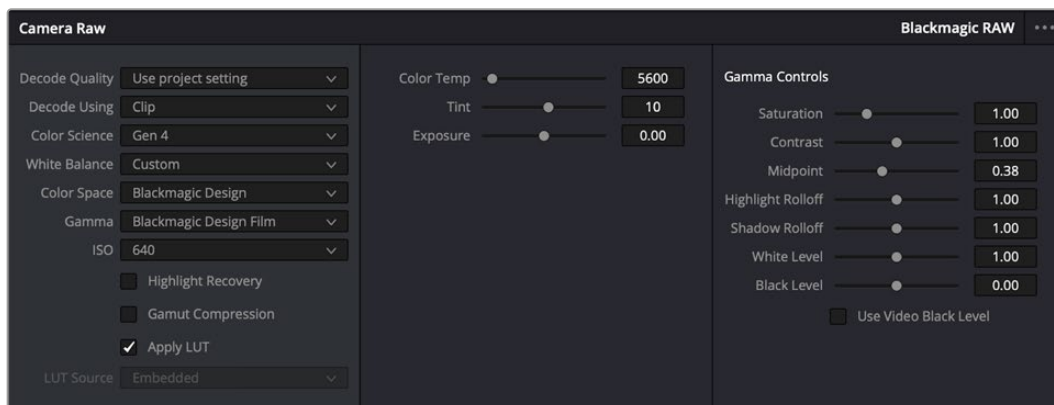 Camera Raw
Blackmagic RAW
Decode Quality Use project setting
Decode Using Clip
Color Science Gen 4
White Balance Custom
Color Space Blackmagic Design
Gamma Blackmagic Design Film
ISO 640
Highlight Recovery
Gamut Compression
Apply LUT
LUT Source Embedded
Color Temp 5600
Tint 10
Exposure 0.00
Gamma Controls
Saturation 1.00
Contrast 1.00
Midpoint 0.38
Highlight Rolloff 1.00
Shadow Rolloff 1.00
White Level 1.00
Black Level 0.00
Use Video Black Level